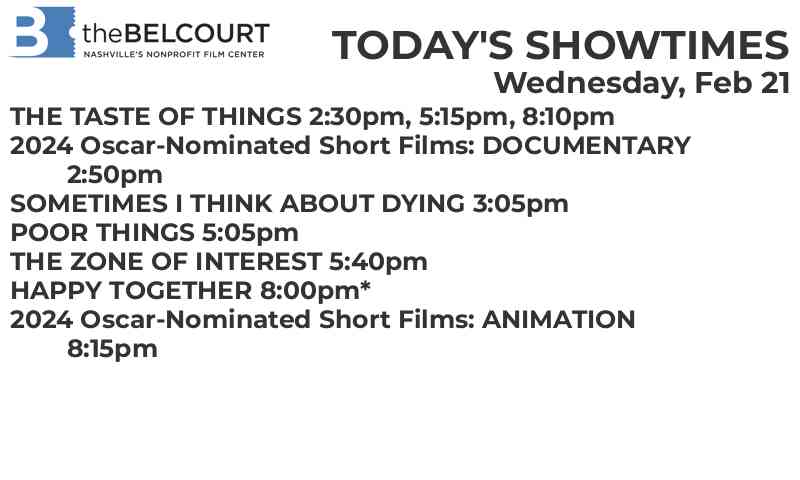 B theBELCOURT
NASHVILLE'S NONPROFIT FILM CENTER
TODAY'S SHOWTIMES
Wednesday, Feb 21
THE TASTE OF THINGS 2:30pm, 5:15pm, 8:10pm
2024 Oscar-Nominated Short Films: DOCUMENTARY
2:50pm
SOMETIMES I THINK ABOUT DYING 3:05pm
POOR THINGS 5:05pm
THE ZONE OF INTEREST 5:40pm
HAPPY TOGETHER 8:00pm*
2024 Oscar-Nominated Short Films: ANIMATION
8:15pm